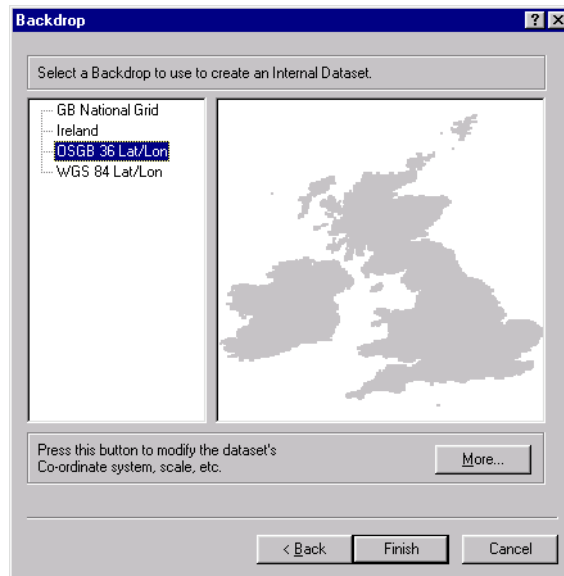 Backdrop
Select a Backdrop to use to create an Internal Dataset.
GB National Grid
Ireland
OSGB 36 Lat/Lon
WGS 84 Lat/Lon
Press this button to modify the dataset's
Co-ordinate system, scale, etc.
More...
< Back
Finish
Cancel